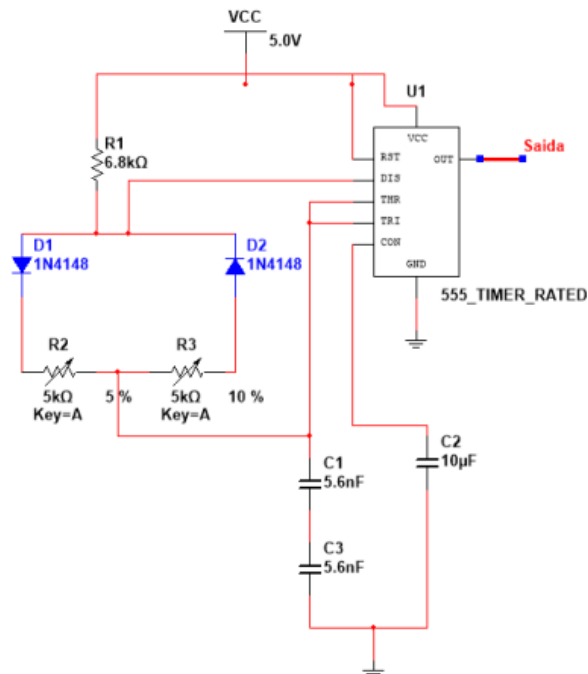 VCC
5.0V
U1
R1
6.8kΩ
VCC
RST
OUT
Saida
DIS
THR
TRI
CON
GND
555_TIMER_RATED
D1
1N4148
D2
1N4148
R2
5kΩ
Key=A
5 %
R3
5kΩ
Key=A
10 %
C1
5.6nF
C2
10µF
C3
5.6nF